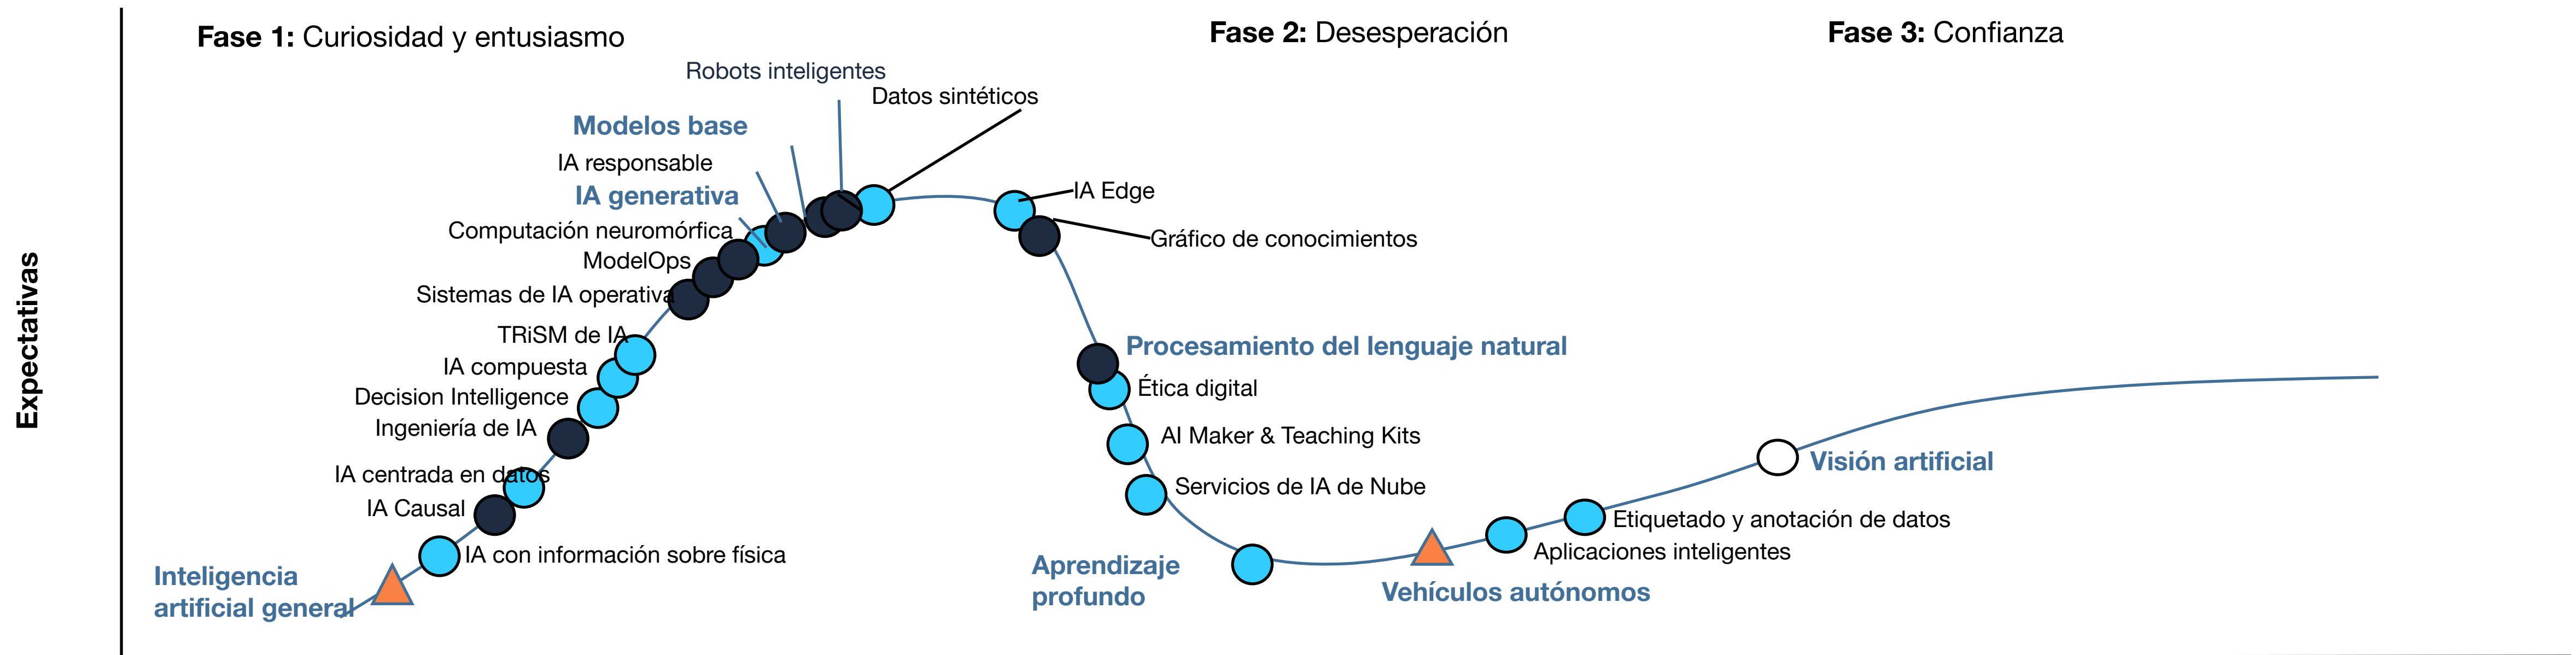 Fase 1: Curiosidad y entusiasmo
Fase 2: Desesperación
Fase 3: Confianza
Expectativas
Robots inteligentes
Datos sintéticos
Modelos base
IA responsable
IA generativa
Computación neuromórfica
ModelOps
Sistemas de IA operativa
TRiSM de IA
IA compuesta
Decision Intelligence
Ingeniería de IA
IA centrada en datos
IA Causal
IA con información sobre física
Inteligencia
artificial general
IA Edge
Gráfico de conocimientos
Procesamiento del lenguaje natural
Ética digital
AI Maker & Teaching Kits
Servicios de IA de Nube
Aprendizaje
profundo
Vehículos autónomos
Aplicaciones inteligentes
Etiquetado y anotación de datos
Visión artificial